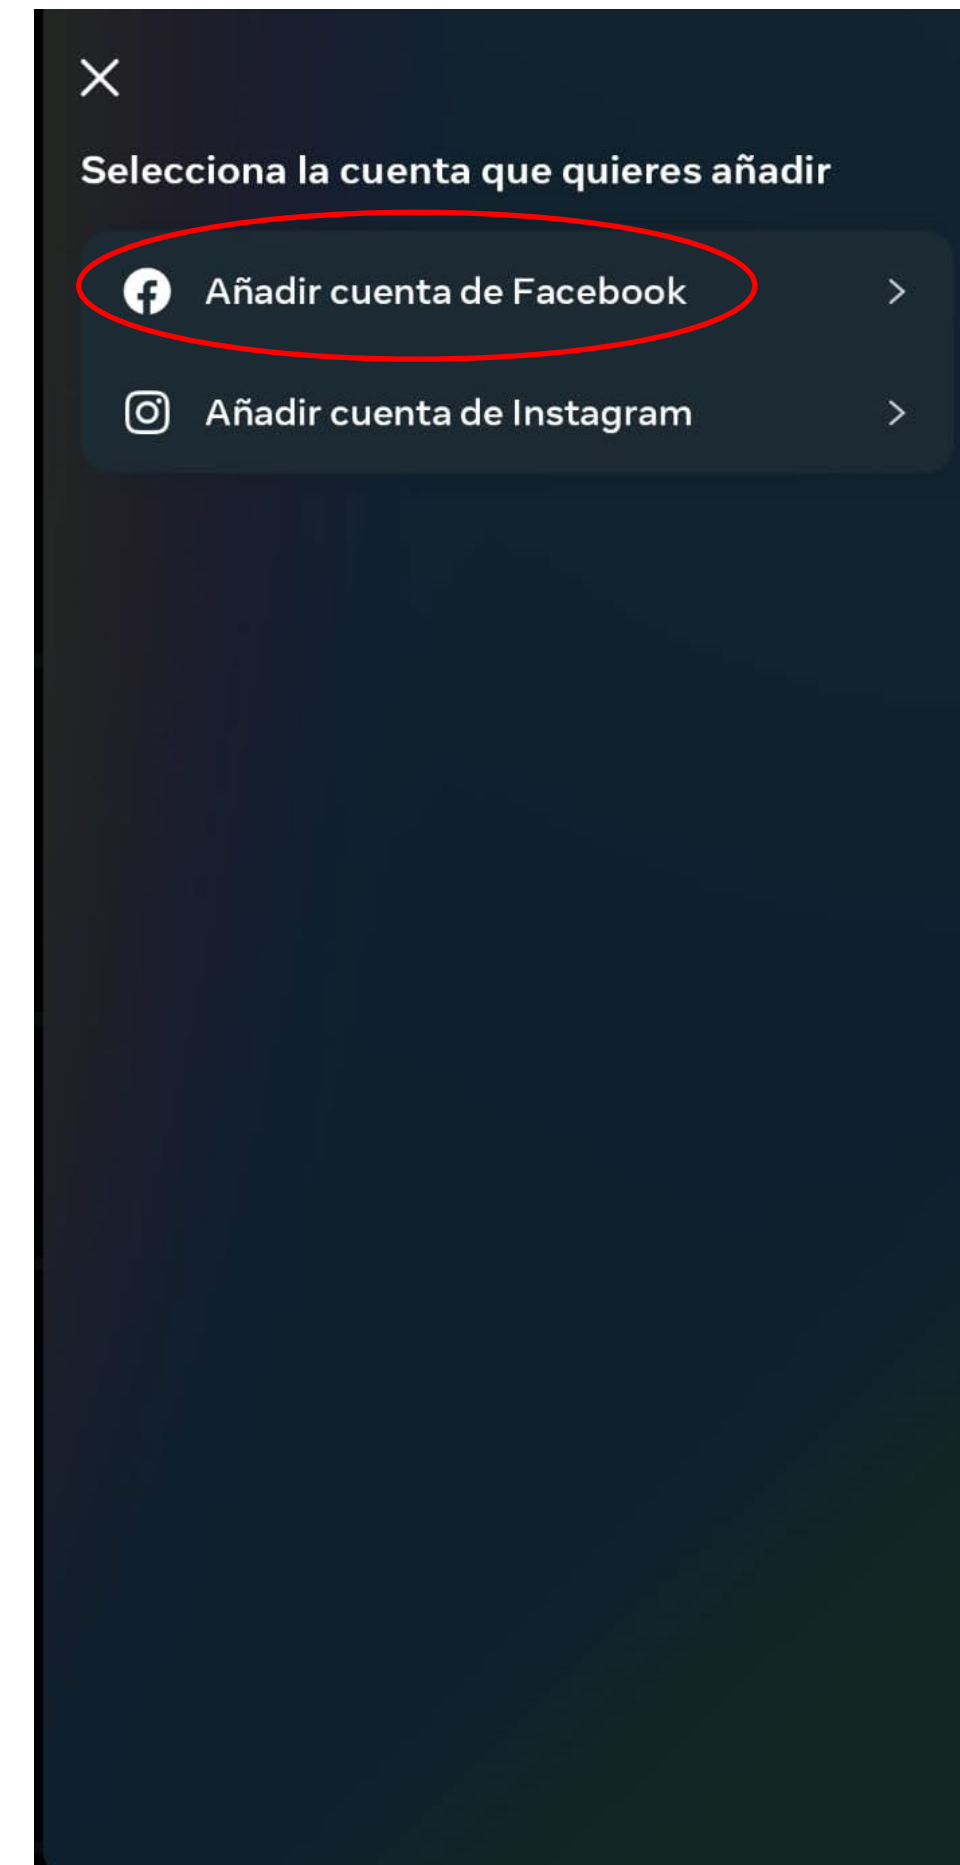 Selecciona la cuenta que quieres añadir
Añadir cuenta de Facebook
Añadir cuenta de Instagram